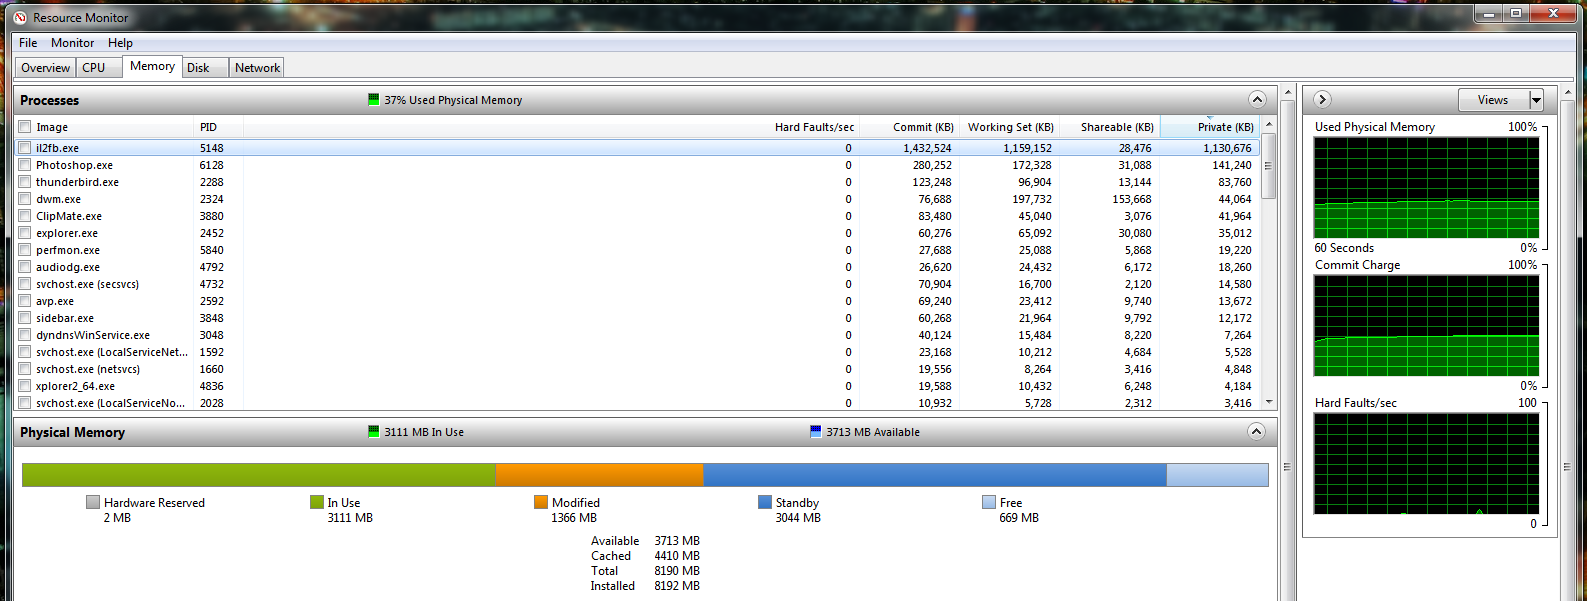 Resource Monitor
File Monitor Help
Overview CPU Memory Disk Network
Processes 37% Used Physical Memory
Image PID Hard Faults/sec Commit (KB) Working Set (KB) Shareable (KB) Private (KB)
il2fb.exe 5148 0 1,432,524 1,159,152 28,476 1,130,676
Photoshop.exe 6128 0 280,252 172,328 31,088 141,240
thunderbird.exe 2288 0 123,248 96,904 13,144 83,760
dwm.exe 2324 0 76,688 197,732 153,668 44,064
ClipMate.exe 3880 0 83,480 45,040 3,076 41,964
explorer.exe 2452 0 60,276 65,092 30,080 35,012
perfmon.exe 5840 0 27,688 25,088 5,868 19,220
audiodg.exe 4792 0 26,620 24,432 6,172 18,260
svchost.exe (secsvcs) 4732 0 70,904 16,700 2,120 14,580
avp.exe 2592 0 69,240 23,412 9,740 13,672
sidebar.exe 3848 0 60,268 21,964 9,792 12,172
dyndnsWinService.exe 3048 0 40,124 15,484 8,220 7,264
svchost.exe (LocalServiceNet... 1592 0 23,168 10,212 4,684 5,528
svchost.exe (netsvcs) 1660 0 19,556 8,264 3,416 4,848
xplorer2_64.exe 4836 0 19,588 10,432 6,248 4,184
svchost.exe (LocalServiceNo... 2028 0 10,932 5,728 2,312 3,416
Physical Memory 3111 MB In Use 3713 MB Available
Hardware Reserved In Use Modified Standby Free
2 MB 3111 MB 1366 MB 3044 MB 669 MB
Available 3713 MB
Cached 4410 MB
Total 8190 MB
Installed 8192 MB
Views
Used Physical Memory 100%
60 Seconds 0%
Commit Charge 100%
0%
Hard Faults/sec 100
0